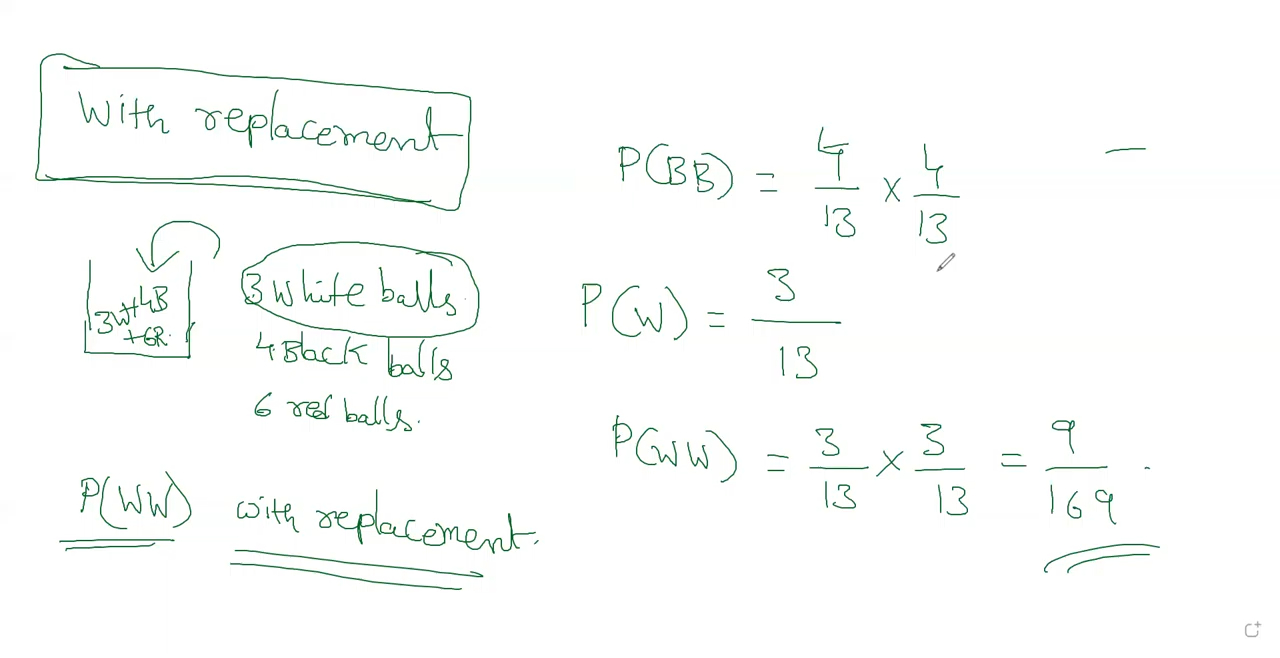 With replacement
3W+4B
+6R.
3 White balls.
4 Black balls
6 red balls.
P(WW) with replacement.
P(BB) = 4/13 × 4/13
P(W) = 3/13
P(WW) = 3/13 × 3/13 = 9/169 .